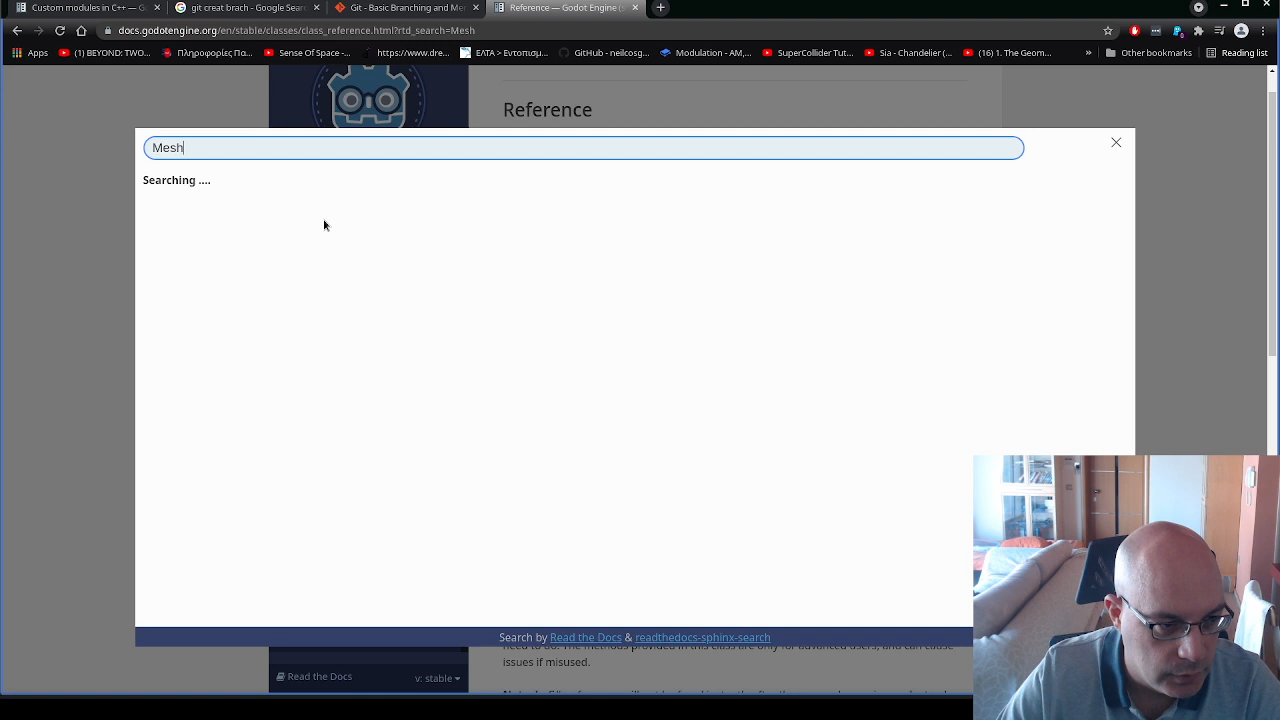 Custom modules in C++ — G
git creat brach - Google Sear
Git - Basic Branching and Me
Reference — Godot Engine (s
docs.godotengine.org/en/stable/classes/class_reference.html?rtd_search=Mesh
Apps
(1) BEYOND: TWO...
Πληροφορίες Πα...
Sense Of Space -...
https://www.dre...
ΕΛΤΑ > Εντοπισμ...
GitHub - neilcosg...
Modulation - AM,...
SuperCollider Tut...
Sia - Chandelier (...
(16) 1. The Geom...
»
Other bookmarks
Reading list
Reference
Mesh
Searching ....
Search by Read the Docs & readthedocs-sphinx-search
issues if misused.
Read the Docs
v: stable